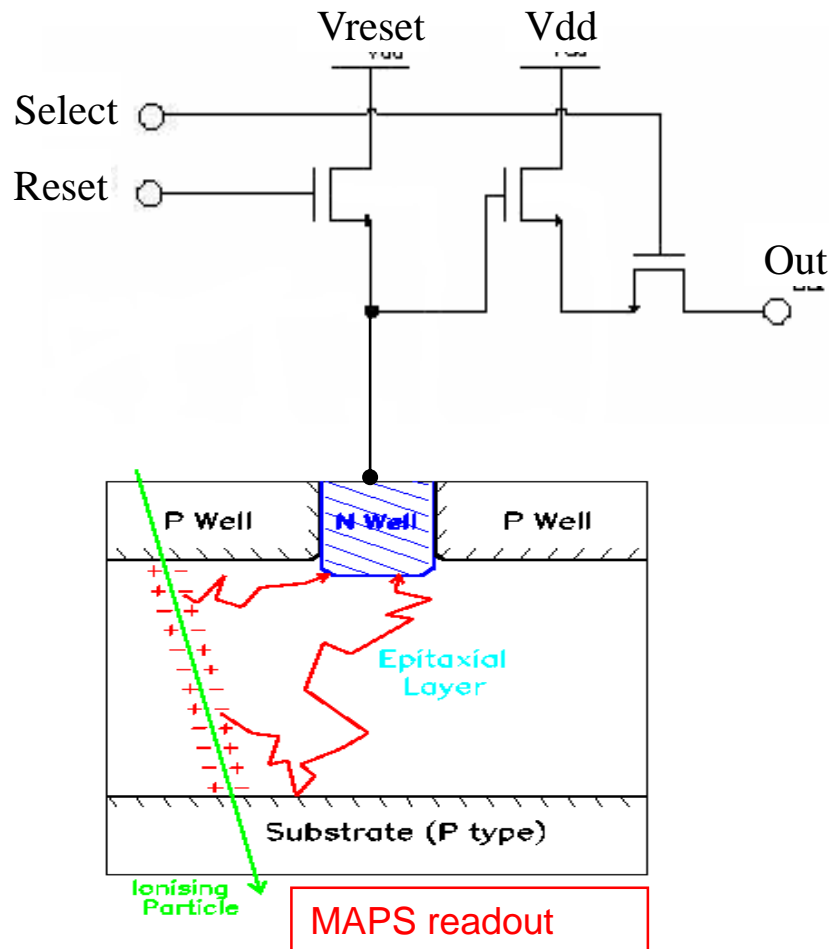 Vreset Vdd
Select
Reset
Out
P Well N Well P Well
Epitaxial
Layer
Substrate (P type)
Ionising
Particle
MAPS readout